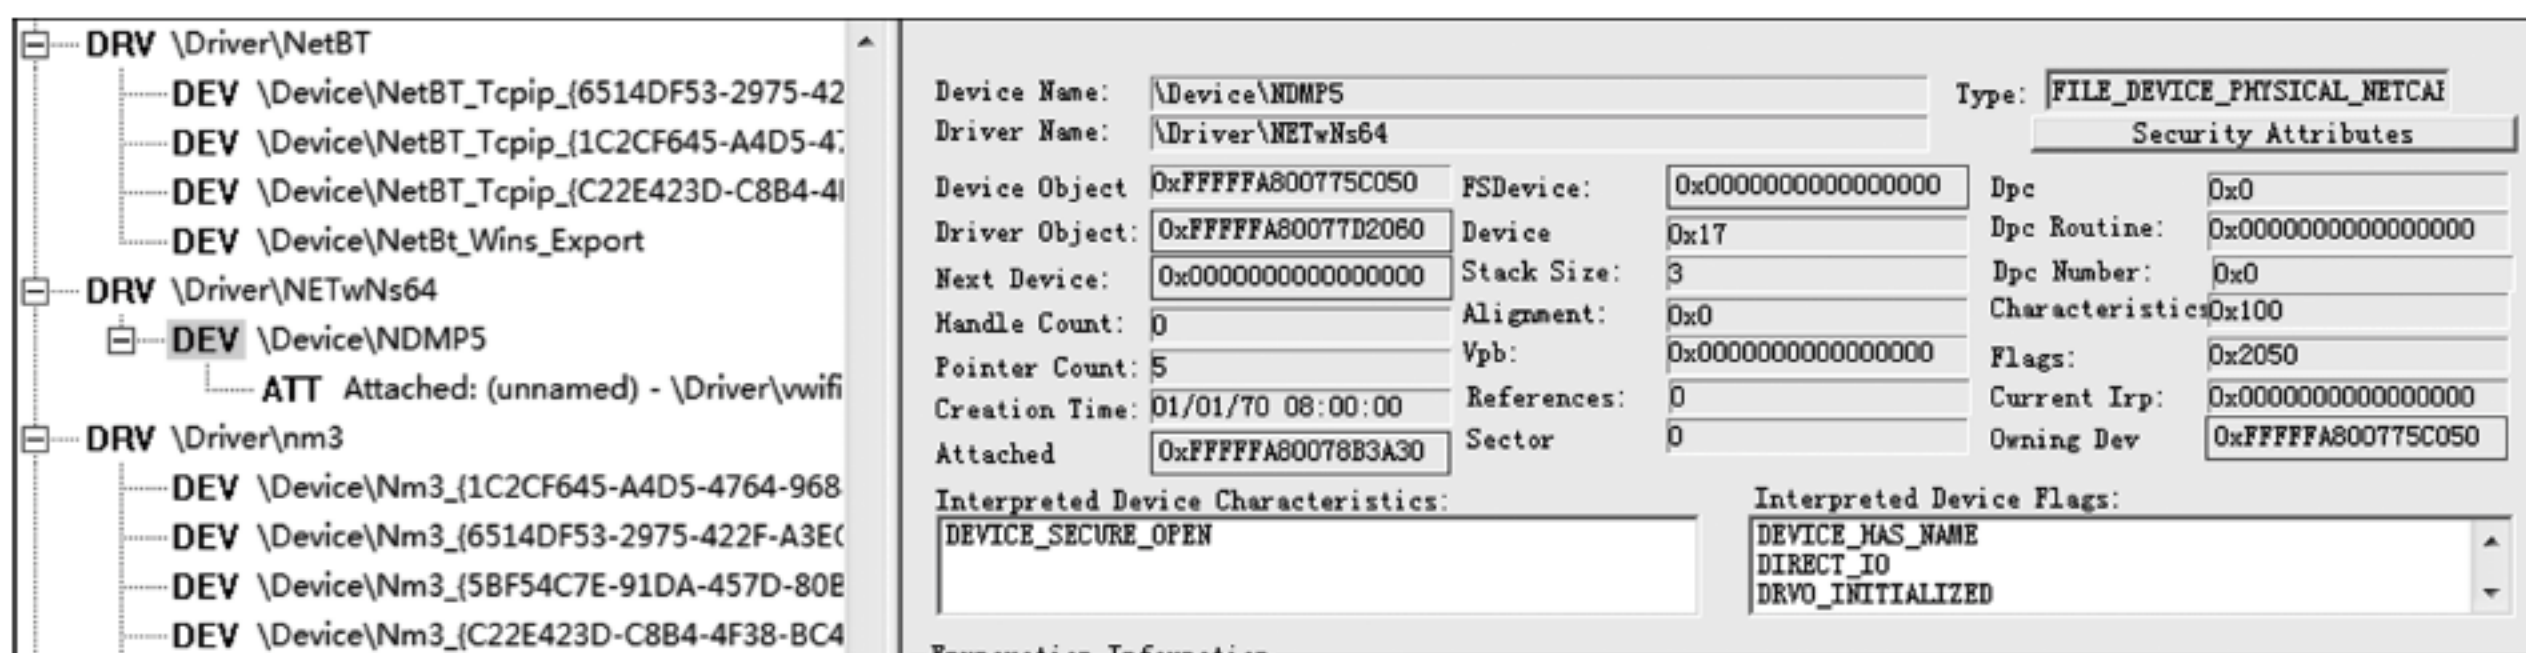 DRV \Driver\NetBT
DEV \Device\NetBT_Tcpip_{6514DF53-2975-42
DEV \Device\NetBT_Tcpip_{1C2CF645-A4D5-4
DEV \Device\NetBT_Tcpip_{C22E423D-C8B4-4
DEV \Device\NetBt_Wins_Export
DRV \Driver\NETwNs64
DEV \Device\NDMP5
ATT Attached: (unnamed) - \Driver\vwifi
DRV \Driver\nm3
DEV \Device\Nm3_{1C2CF645-A4D5-4764-968
DEV \Device\Nm3_{6514DF53-2975-422F-A3E
DEV \Device\Nm3_{5BF54C7E-91DA-457D-80B
DEV \Device\Nm3_{C22E423D-C8B4-4F38-BC4
Device Name: \Device\NDMP5 Type: FILE_DEVICE_PHYSICAL_NETCA
Driver Name: \Driver\NETwNs64 Security Attributes
Device Object 0xFFFFFA800775C050 FSDevice: 0x0000000000000000 Dpc 0x0
Driver Object: 0xFFFFFA80077D2060 Device 0x17 Dpc Routine: 0x0000000000000000
Next Device: 0x0000000000000000 Stack Size: 3 Dpc Number: 0x0
Handle Count: 0 Alignment: 0x0 Characteristics 0x100
Pointer Count: 5 Vpb: 0x0000000000000000 Flags: 0x2050
Creation Time: 01/01/70 08:00:00 References: 0 Current Irp: 0x0000000000000000
Attached 0xFFFFFA80078B3A30 Sector 0 Owning Dev 0xFFFFFA800775C050
Interpreted Device Characteristics: Interpreted Device Flags:
DEVICE_SECURE_OPEN DEVICE_HAS_NAME
DIRECT_IO
DRVO_INITIALIZED